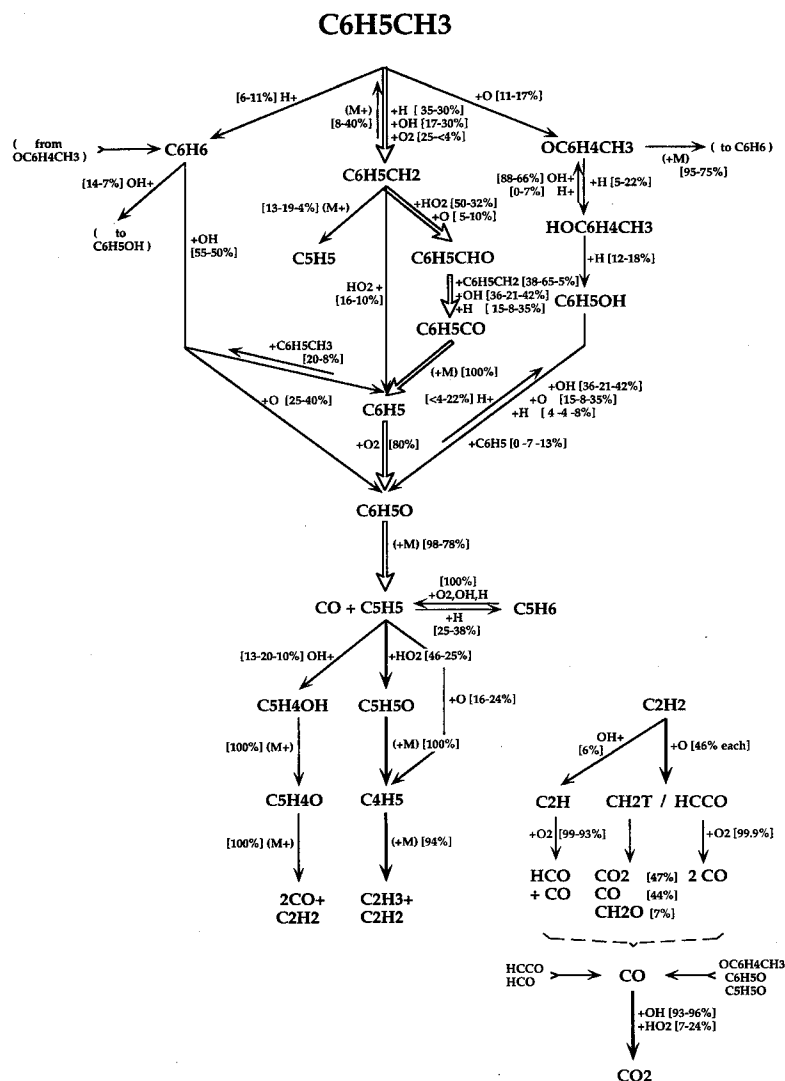 C6H5CH3
[6-11%] H+
(M+)
[8-40%]
+H [ 35-30%]
+OH [17-30%]
+O2 [25-<4%]
+O [11-17%]
( from
OC6H4CH3 )
C6H6
C6H5CH2
OC6H4CH3
(+M)
[95-75%]
( to C6H6 )
[14-7%] OH+
( to
C6H5OH )
+OH
[55-50%]
[13-19-4%] (M+)
C5H5
+HO2 [50-32%]
+O [ 5-10%]
C6H5CHO
[88-66%] OH+
[0-7%] H+
+H [5-22%]
HOC6H4CH3
HO2 +
[16-10%]
+C6H5CH2 [38-65-5%]
+OH [36-21-42%]
+H [15-8-35%]
+H [12-18%]
C6H5OH
C6H5CO
+C6H5CH3
[20-8%]
(+M) [100%]
+O [25-40%]
C6H5
[<4-22%] H+
+OH [36-21-42%]
+O [15-8-35%]
+H [ 4 -4 -8%]
+O2 [80%]
+C6H5 [0 -7 -13%]
C6H5O
(+M) [98-78%]
CO + C5H5
[100%]
+O2,OH,H
+H
[25-38%]
C5H6
[13-20-10%] OH+
+HO2 [46-25%]
+O [16-24%]
C5H4OH
C5H5O
[100%] (M+)
(+M) [100%]
C5H4O
C4H5
[100%] (M+)
(+M) [94%]
2CO+
C2H2
C2H3+
C2H2
C2H2
OH+
[6%]
+O [46% each]
C2H
CH2T / HCCO
+O2 [99-93%]
+O2 [99.9%]
HCO
+ CO
CO2 [47%]
CO [44%]
CH2O [7%]
2 CO
HCCO
HCO
CO
OC6H4CH3
C6H5O
C5H5O
+OH [93-96%]
+HO2 [7-24%]
CO2